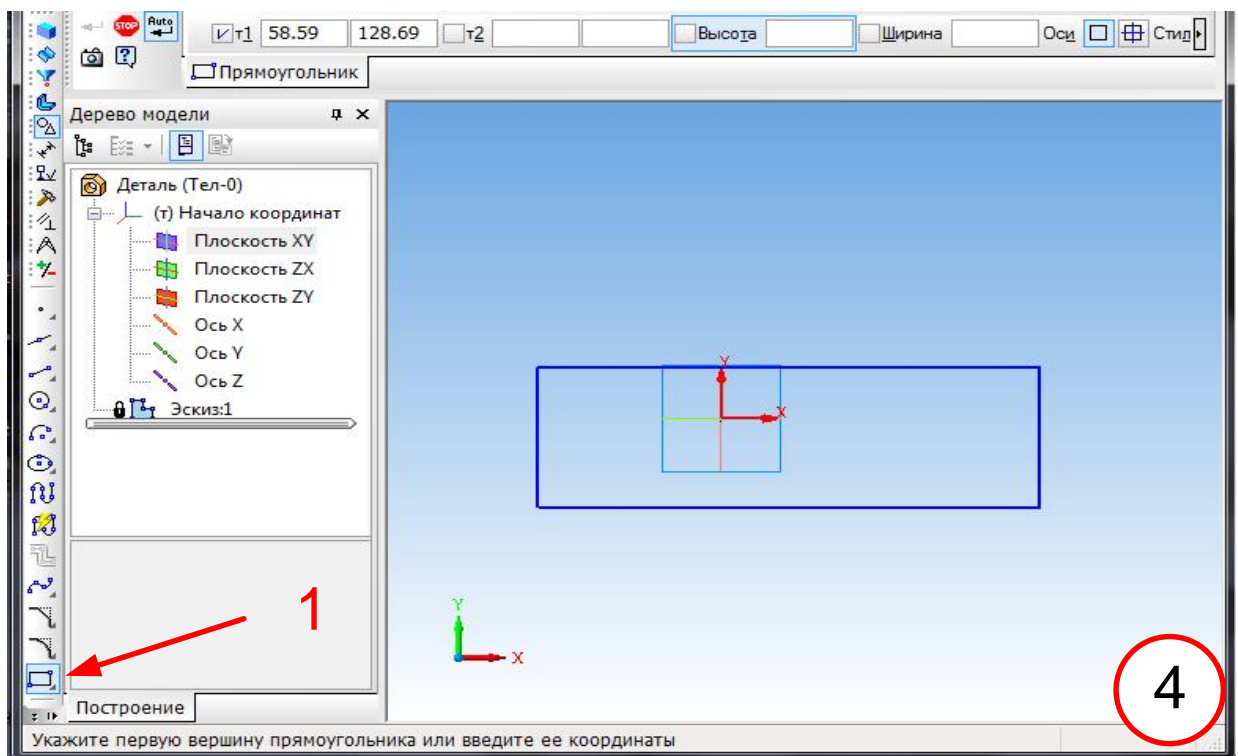 STOP Auto т1 58.59 128.69 т2 Высота Ширина Оси Стил
Прямоугольник
Дерево модели
Деталь (Тел-0)
(т) Начало координат
Плоскость XY
Плоскость ZX
Плоскость ZY
Ось X
Ось Y
Ось Z
Эскиз:1
Y
X
1
Y
X
4
Построение
Укажите первую вершину прямоугольника или введите ее координаты